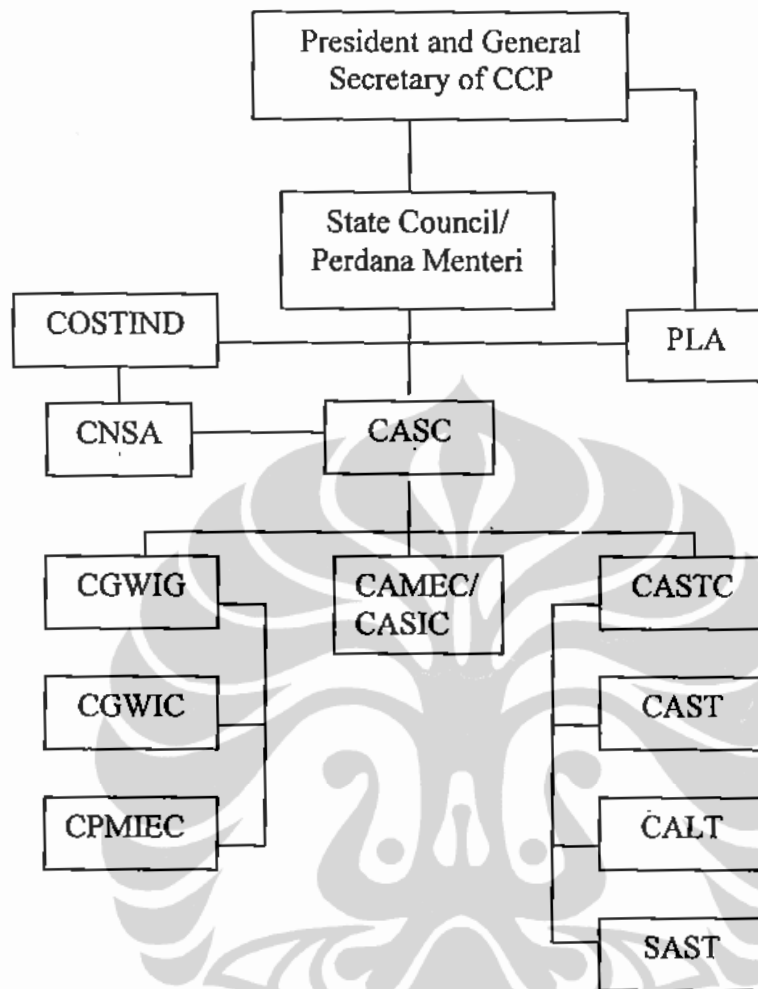 President and General
Secretary of CCP
State Council/
Perdana Menteri
COSTIND
PLA
CNSA
CASC
CGWIG
CAMEC/
CASIC
CASTC
CGWIC
CAST
CPMIEC
CALT
SAST